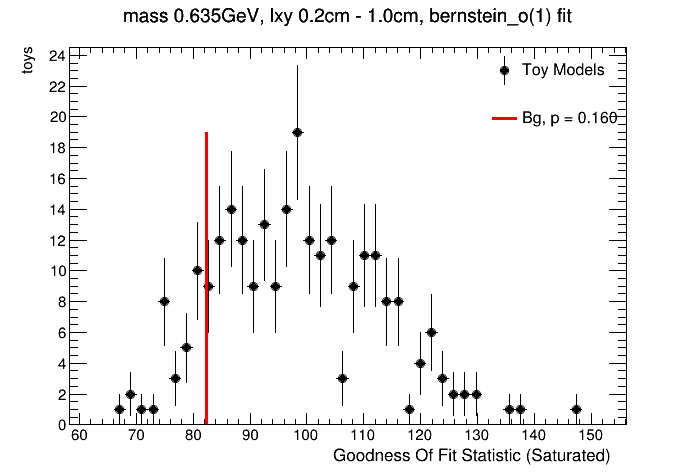 mass 0.635GeV, lxy 0.2cm - 1.0cm, bernstein_o(1) fit
toys
24
22
20
18
16
14
12
10
8
6
4
2
0
Toy Models
Bg, p = 0.160
60 70 80 90 100 110 120 130 140 150
Goodness Of Fit Statistic (Saturated)